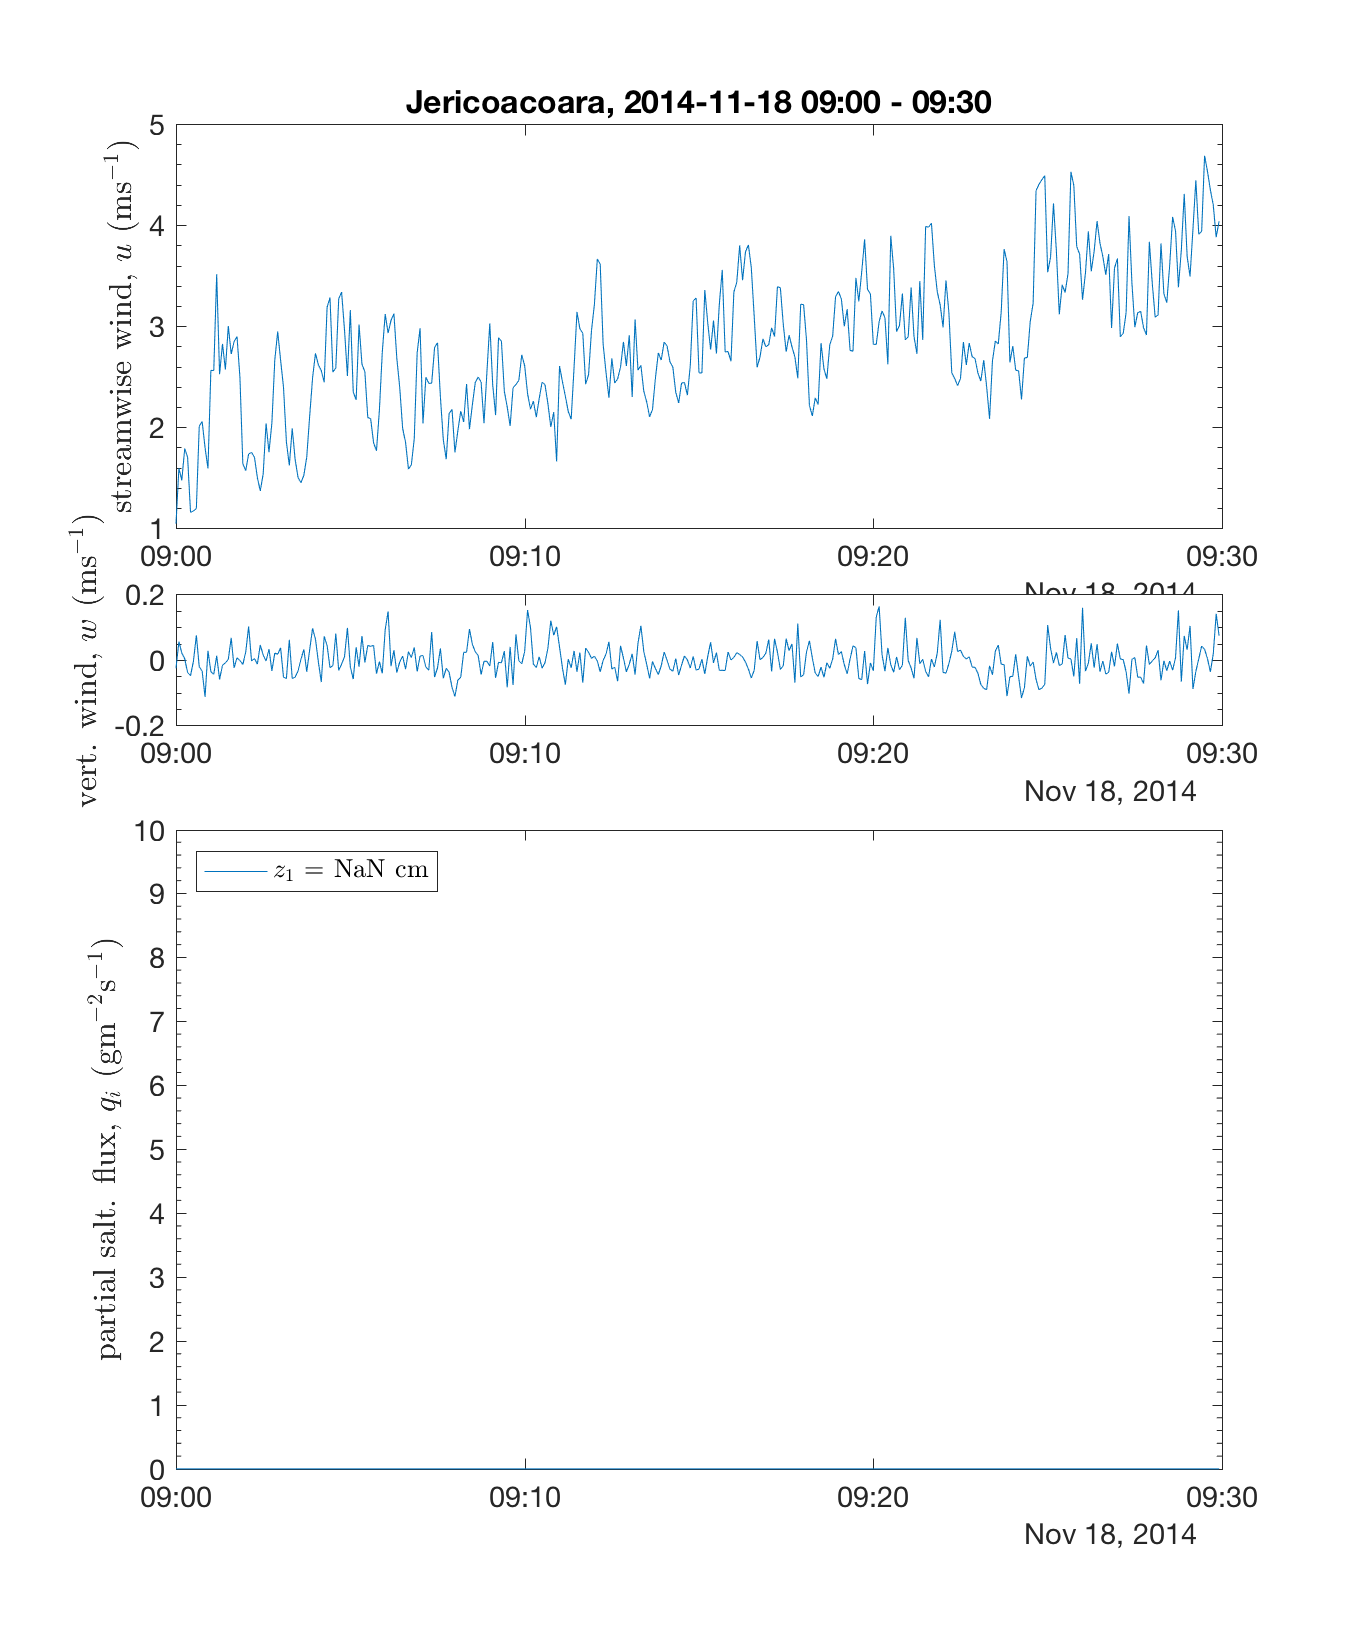 Jericoacoara, 2014-11-18 09:00 - 09:30
streamwise wind, u (ms⁻¹)
5
4
3
2
1
09:00 09:10 09:20 09:30
Nov 18, 2014
vert. wind, w (ms⁻¹)
0.2
0
-0.2
09:00 09:10 09:20 09:30
Nov 18, 2014
partial salt. flux, qᵢ (gm⁻²s⁻¹)
10
9
8
7
6
5
4
3
2
1
0
z₁ = NaN cm
09:00 09:10 09:20 09:30
Nov 18, 2014